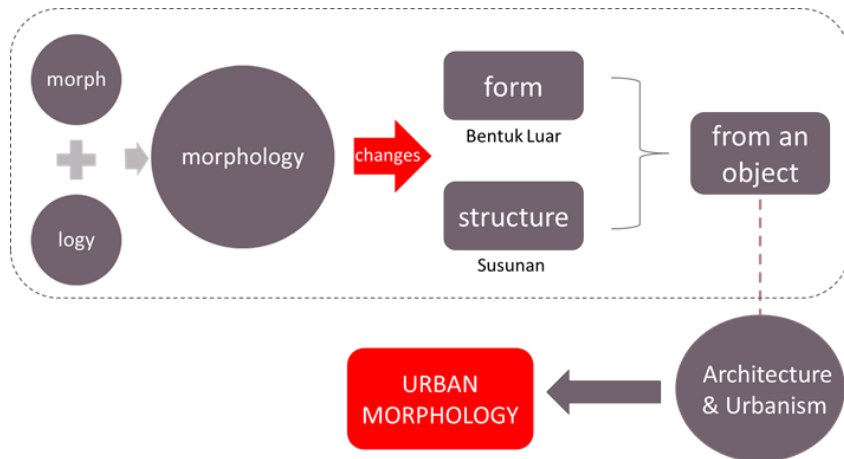 morph
logy
morphology
changes
form
Bentuk Luar
structure
Susunan
from an
object
Architecture
& Urbanism
URBAN
MORPHOLOGY